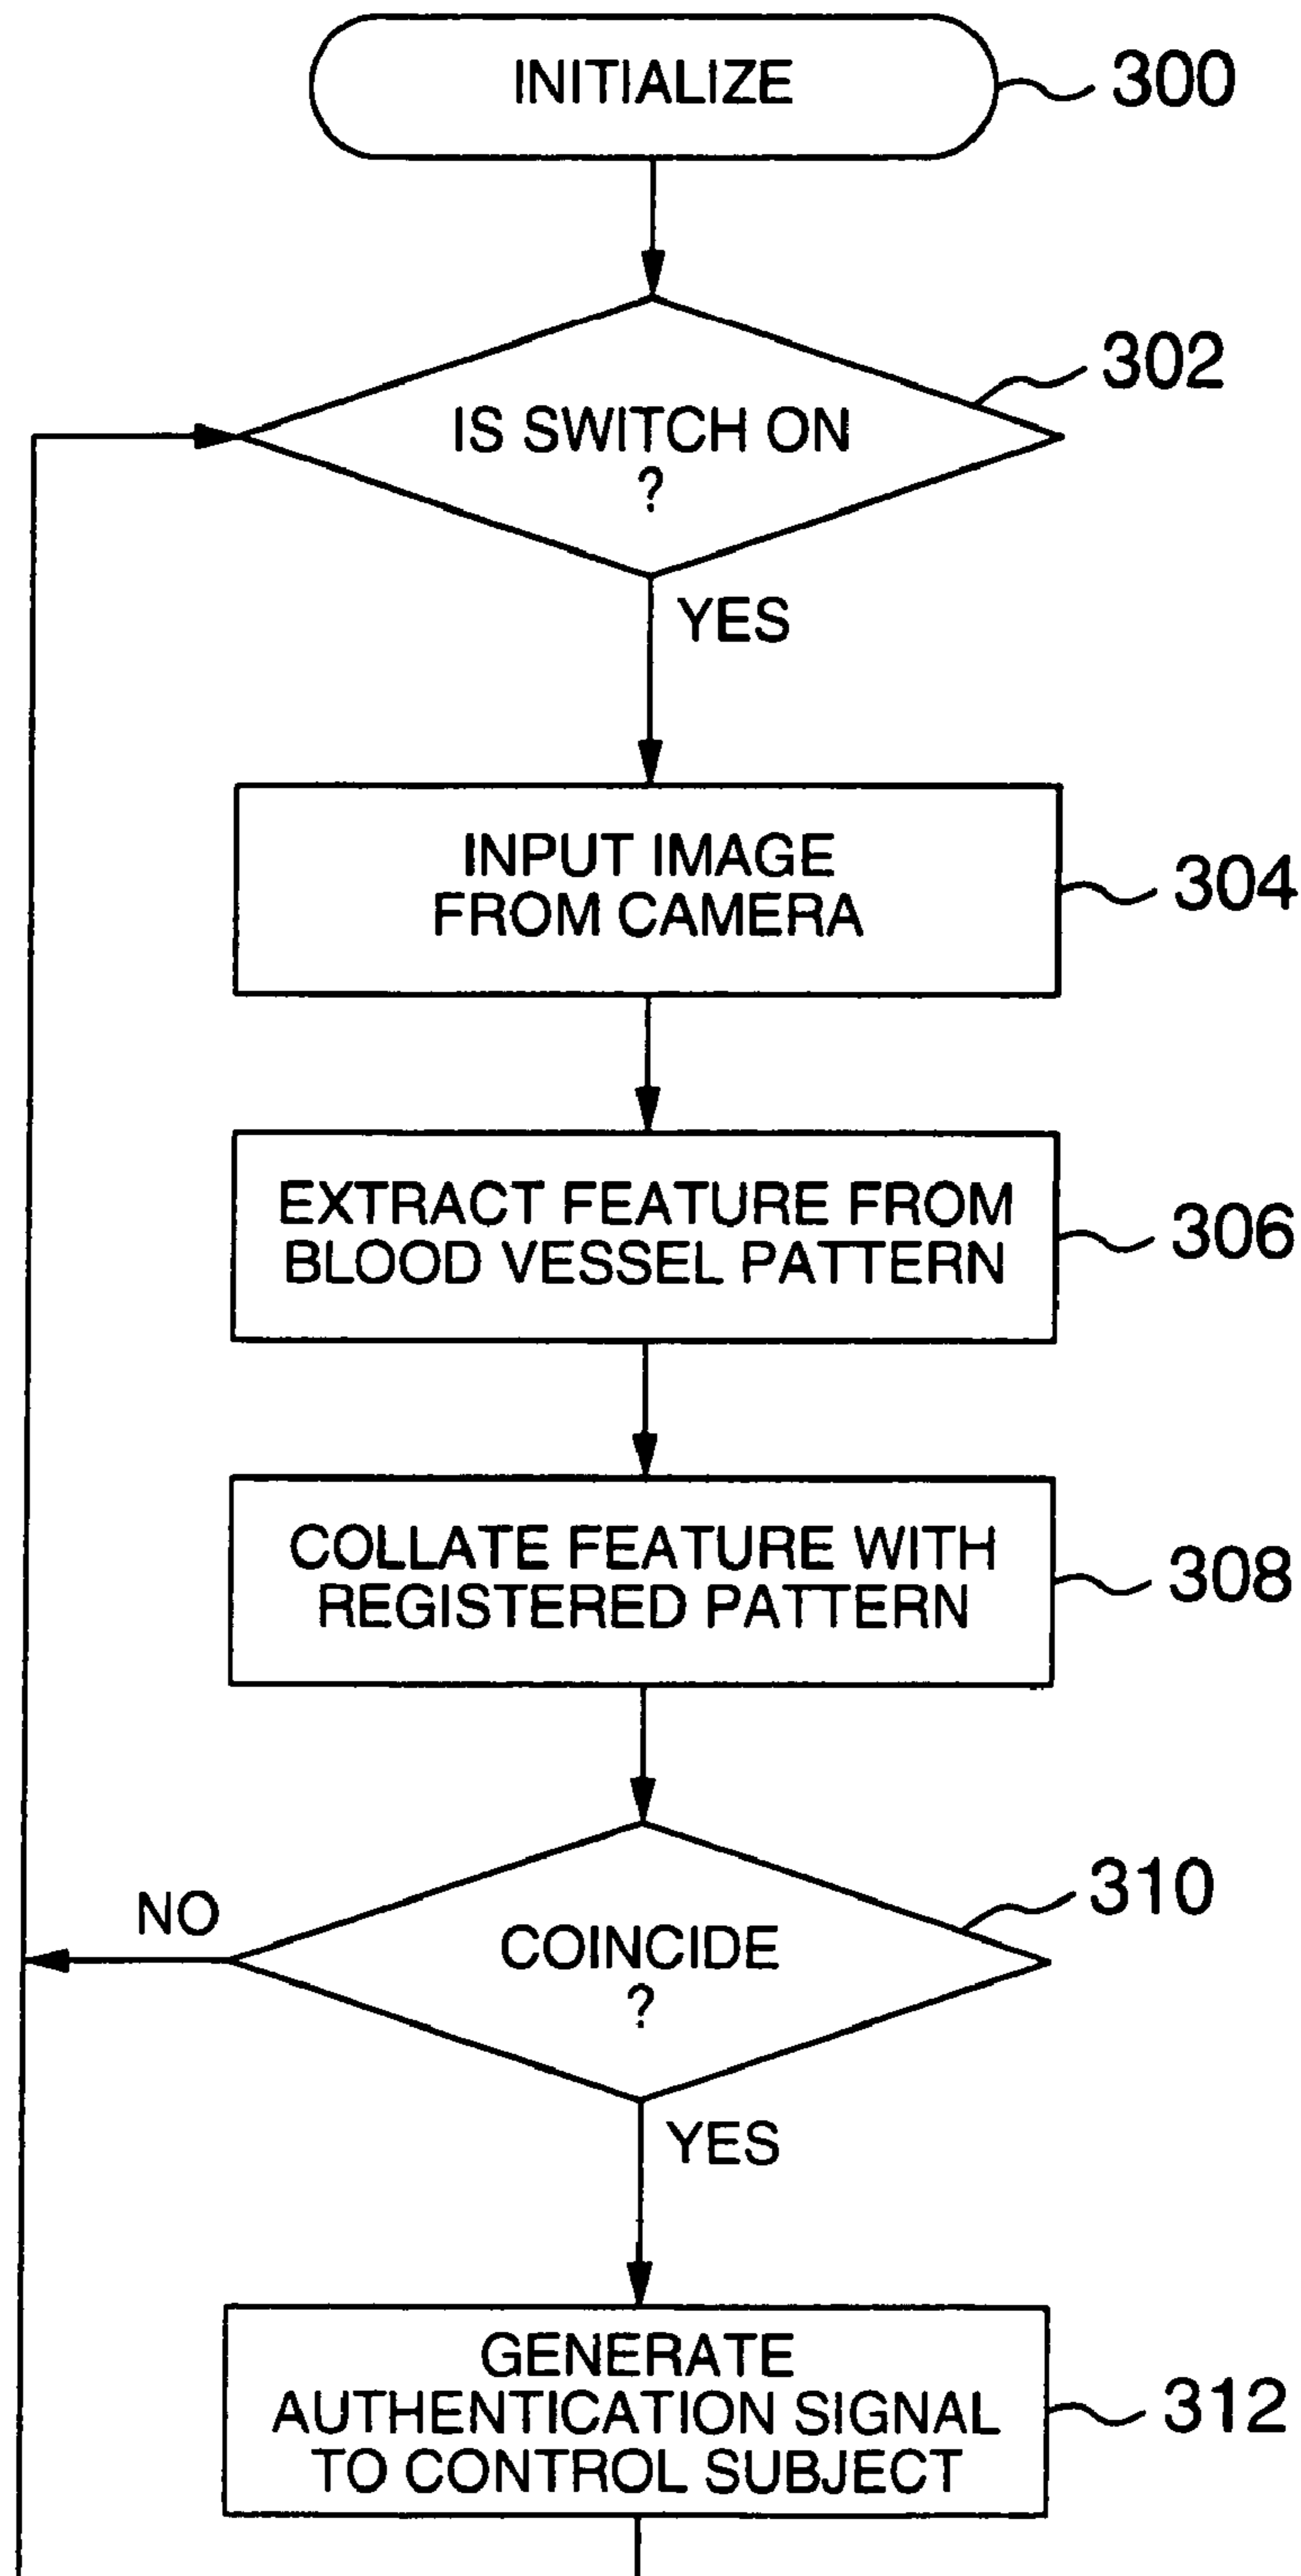 INITIALIZE
300
302
IS SWITCH ON
?
YES
INPUT IMAGE
FROM CAMERA
304
EXTRACT FEATURE FROM
BLOOD VESSEL PATTERN
306
COLLATE FEATURE WITH
REGISTERED PATTERN
308
310
NO
COINCIDE
?
YES
GENERATE
AUTHENTICATION SIGNAL
TO CONTROL SUBJECT
312